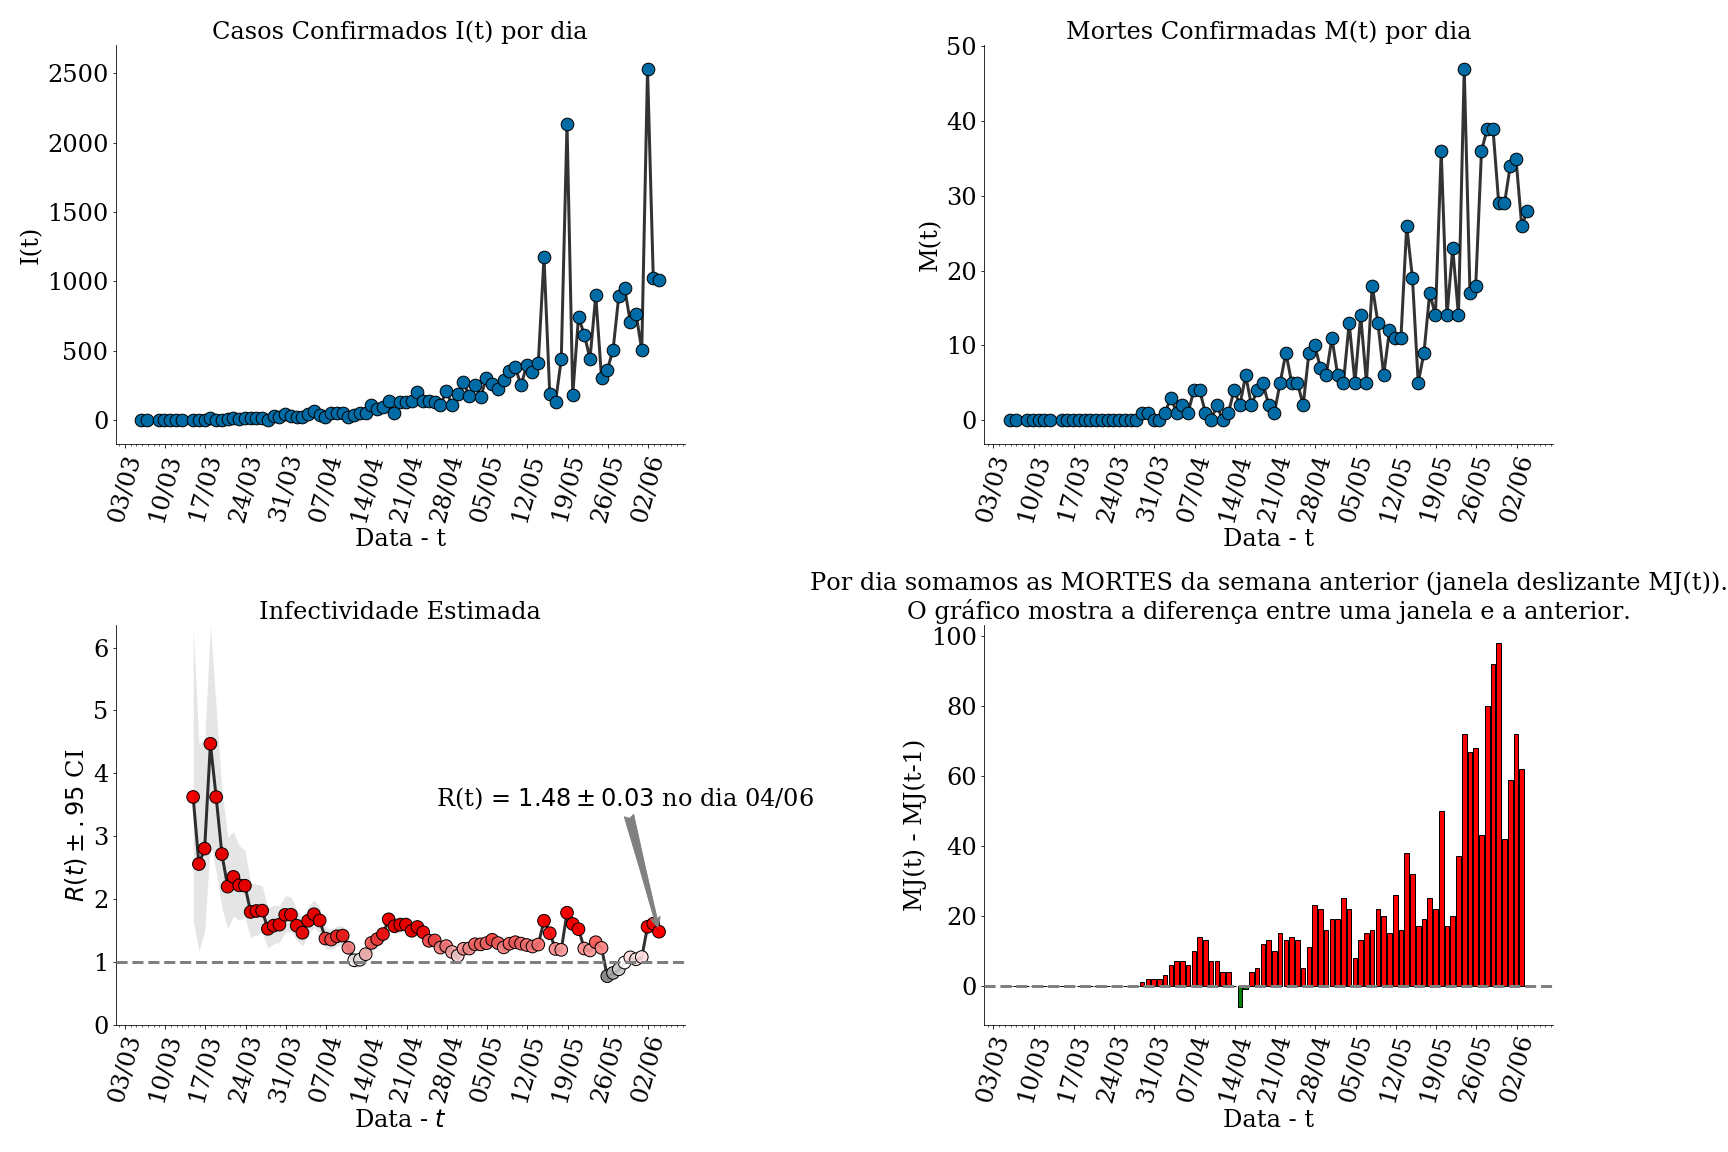 Casos Confirmados I(t) por dia
2500
2000
1500
1000
500
0
I(t)
03/03 10/03 17/03 24/03 31/03 07/04 14/04 21/04 28/04 05/05 12/05 19/05 26/05 02/06
Data - t
Mortes Confirmadas M(t) por dia
50
40
30
20
10
0
M(t)
03/03 10/03 17/03 24/03 31/03 07/04 14/04 21/04 28/04 05/05 12/05 19/05 26/05 02/06
Data - t
Infectividade Estimada
6
5
4
3
2
1
0
R(t) ± .95 CI
R(t) = 1.48 ± 0.03 no dia 04/06
03/03 10/03 17/03 24/03 31/03 07/04 14/04 21/04 28/04 05/05 12/05 19/05 26/05 02/06
Data - t
Por dia somamos as MORTES da semana anterior (janela deslizante MJ(t)).
O gráfico mostra a diferença entre uma janela e a anterior.
100
80
60
40
20
0
MJ(t) - MJ(t-1)
03/03 10/03 17/03 24/03 31/03 07/04 14/04 21/04 28/04 05/05 12/05 19/05 26/05 02/06
Data - t